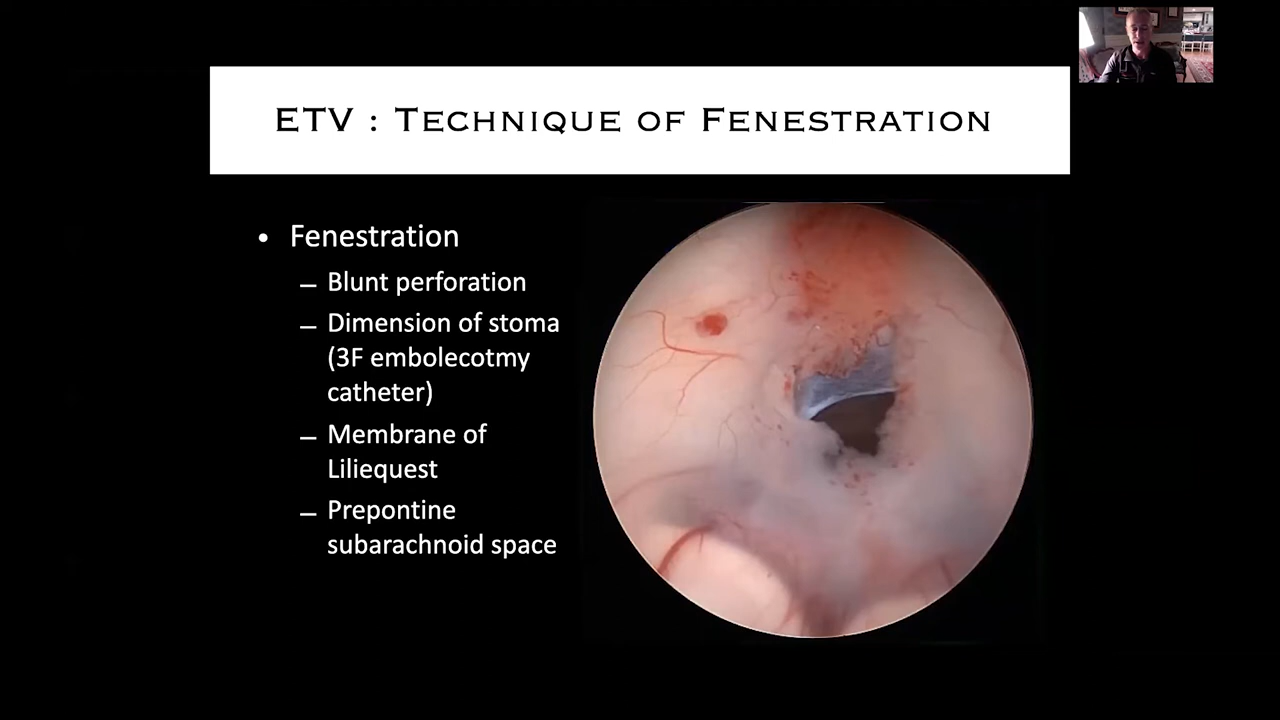 ETV : TECHNIQUE OF FENESTRATION
• Fenestration
– Blunt perforation
– Dimension of stoma
(3F embolecotmy
catheter)
– Membrane of
Liliequest
– Prepontine
subarachnoid space